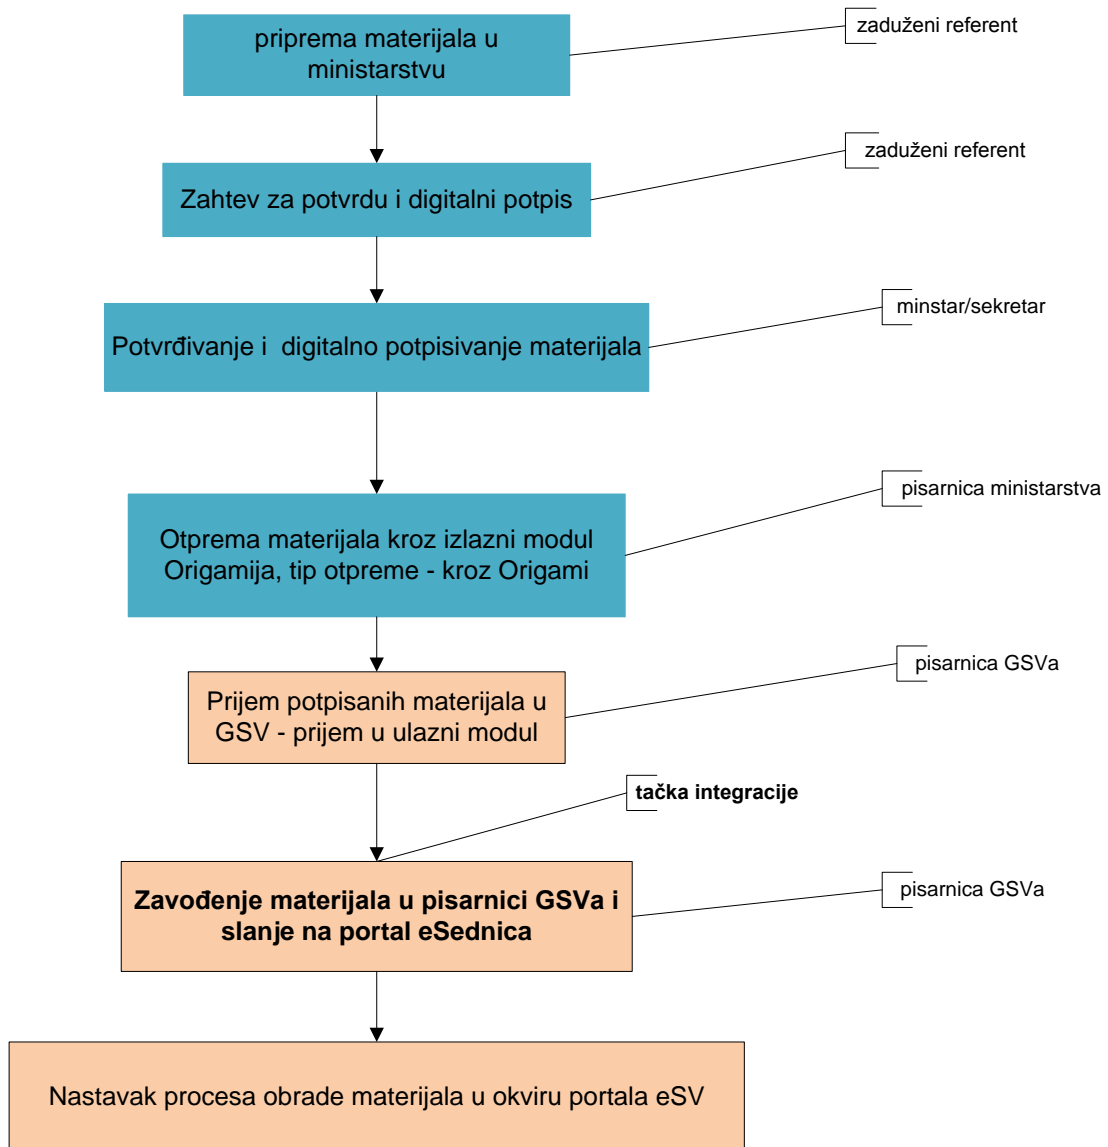 priprema materijala u
ministarstvu
zaduženi referent
Zahtev za potvrdu i digitalni potpis
zaduženi referent
Potvrđivanje i  digitalno potpisivanje materijala
minstar/sekretar
Otprema materijala kroz izlazni modul
Origamija, tip otpreme - kroz Origami
pisarnica ministarstva
Prijem potpisanih materijala u
GSV - prijem u ulazni modul
pisarnica GSVa
tačka integracije
Zavođenje materijala u pisarnici GSVa i
slanje na portal eSednica
pisarnica GSVa
Nastavak procesa obrade materijala u okviru portala eSV